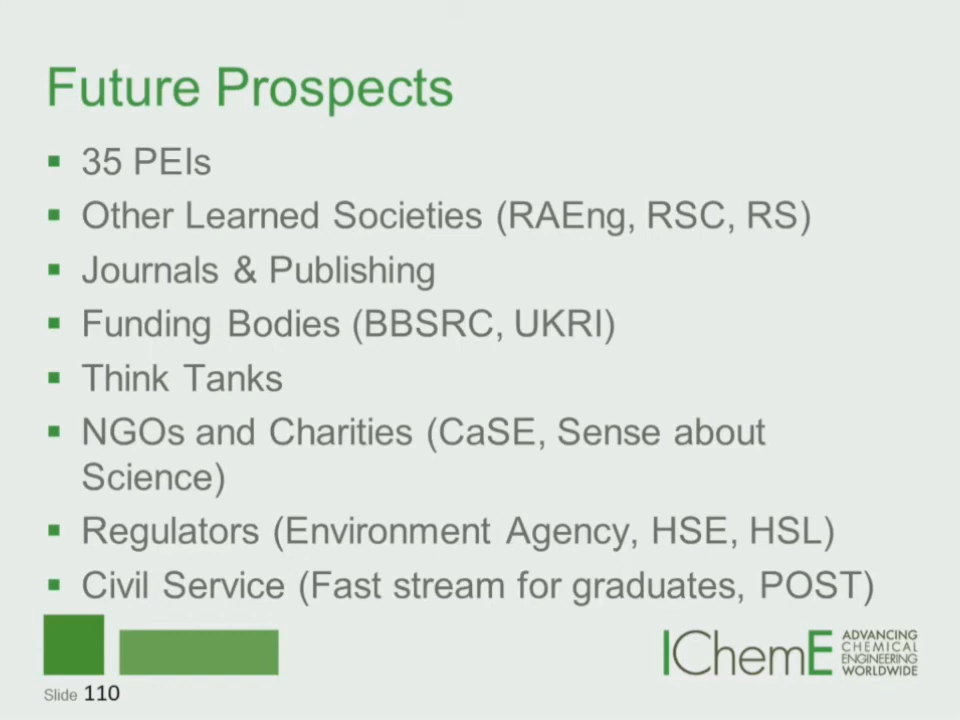 Future Prospects
▪ 35 PEIs
▪ Other Learned Societies (RAEng, RSC, RS)
▪ Journals & Publishing
▪ Funding Bodies (BBSRC, UKRI)
▪ Think Tanks
▪ NGOs and Charities (CaSE, Sense about
Science)
▪ Regulators (Environment Agency, HSE, HSL)
▪ Civil Service (Fast stream for graduates, POST)
IChemE
ADVANCING
CHEMICAL
ENGINEERING
WORLDWIDE
Slide 110